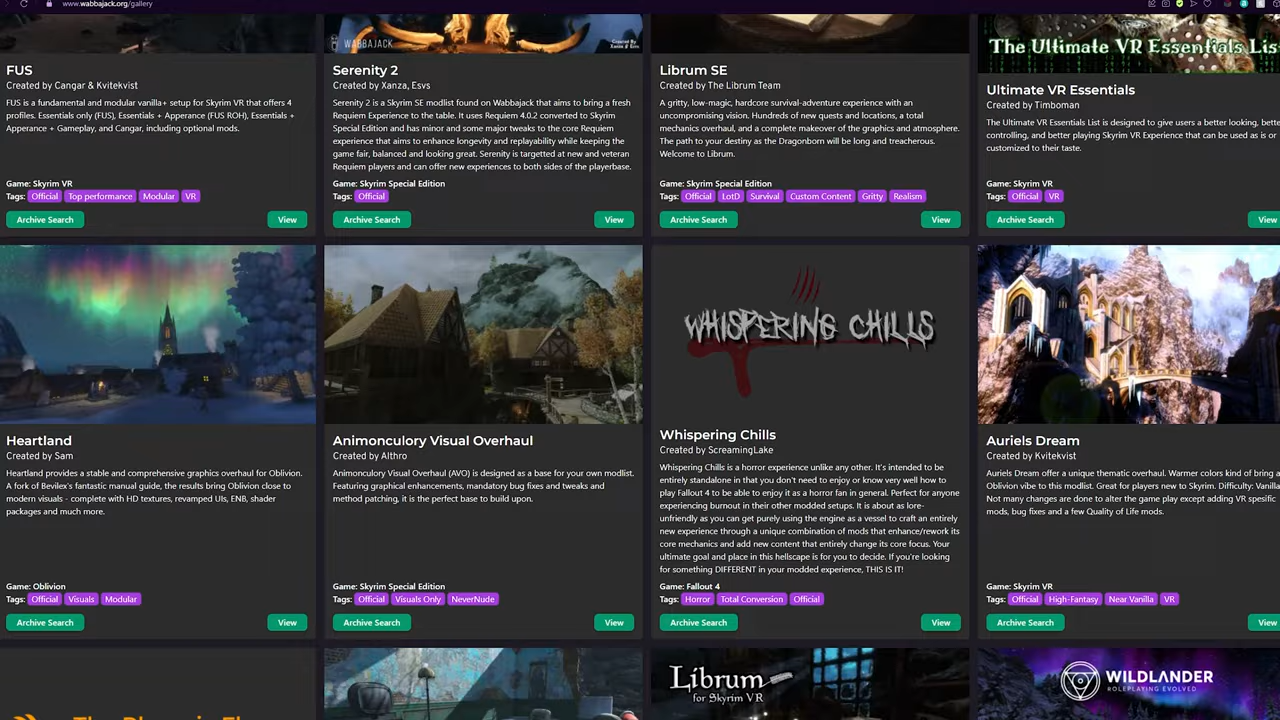 www.wabbajack.org/gallery
WABBAJACK
Created By
Xanza & Esvs
The Ultimate VR Essentials Lis
FUS
Created by Cangar & Kvitekvist
FUS is a fundamental and modular vanilla+ setup for Skyrim VR that offers 4
profiles. Essentials only (FUS), Essentials + Apperance (FUS ROH), Essentials +
Apperance + Gameplay, and Cangar, including optional mods.
Game: Skyrim VR
Tags: Official Top performance Modular VR
Archive Search View
Serenity 2
Created by Xanza, Esvs
Serenity 2 is a Skyrim SE modlist found on Wabbajack that aims to bring a fresh
Requiem Experience to the table. It uses Requiem 4.0.2 converted to Skyrim
Special Edition and has minor and some major tweaks to the core Requiem
experience that aims to enhance longevity and replayability while keeping the
game fair, balanced and looking great. Serenity is targetted at new and veteran
Requiem players and can offer new experiences to both sides of the playerbase.
Game: Skyrim Special Edition
Tags: Official
Archive Search View
Librum SE
Created by The Librum Team
A gritty, low-magic, hardcore survival-adventure experience with an
uncompromising vision. Hundreds of new quests and locations, a total
mechanics overhaul, and a complete makeover of the graphics and atmosphere.
The path to your destiny as the Dragonborn will be long and treacherous.
Welcome to Librum.
Game: Skyrim Special Edition
Tags: Official LotD Survival Custom Content Gritty Realism
Archive Search View
Ultimate VR Essentials
Created by Timboman
The Ultimate VR Essentials List is designed to give users a better looking, bette
controlling, and better playing Skyrim VR Experience that can be used as is or
customized to their taste.
Game: Skyrim VR
Tags: Official VR
Archive Search View
Heartland
Created by Sam
Heartland provides a stable and comprehensive graphics overhaul for Oblivion.
A fork of Bevilex's fantastic manual guide, the results bring Oblivion close to
modern visuals - complete with HD textures, revamped UIs, ENB, shader
packages and much more.
Game: Oblivion
Tags: Official Visuals Modular
Archive Search View
Animonculory Visual Overhaul
Created by Althro
Animonculory Visual Overhaul (AVO) is designed as a base for your own modlist.
Featuring graphical enhancements, mandatory bug fixes and tweaks and
method patching, it is the perfect base to build upon.
Game: Skyrim Special Edition
Tags: Official Visuals Only NeverNude
Archive Search View
WHISPERING CHILLS
Whispering Chills
Created by ScreamingLake
Whispering Chills is a horror experience unlike any other. It's intended to be
entirely standalone in that you don't need to enjoy or know very well how to
play Fallout 4 to be able to enjoy it as a horror fan in general. Perfect for anyone
experiencing burnout in their other modded setups. It is about as lore-
unfriendly as you can get purely using the engine as a vessel to craft an entirely
new experience through a unique combination of mods that enhance/rework its
core mechanics and add new content that entirely change its core focus. Your
ultimate goal and place in this hellscape is for you to decide. If you're looking
for something DIFFERENT in your modded experience, THIS IS IT!
Game: Fallout 4
Tags: Horror Total Conversion Official
Archive Search View
Auriels Dream
Created by Kvitekvist
Auriels Dream offer a unique thematic overhaul. Warmer colors kind of bring a
Oblivion vibe to this modlist. Great for players new to Skyrim. Difficulty: Vanilla
Not many changes are done to alter the game play except adding VR spesific
mods, bug fixes and a few Quality of Life mods.
Game: Skyrim VR
Tags: Official High-Fantasy Near Vanilla VR
Archive Search View
Librum
for Skyrim VR
WILDLANDER
ROLEPLAYING EVOLVED